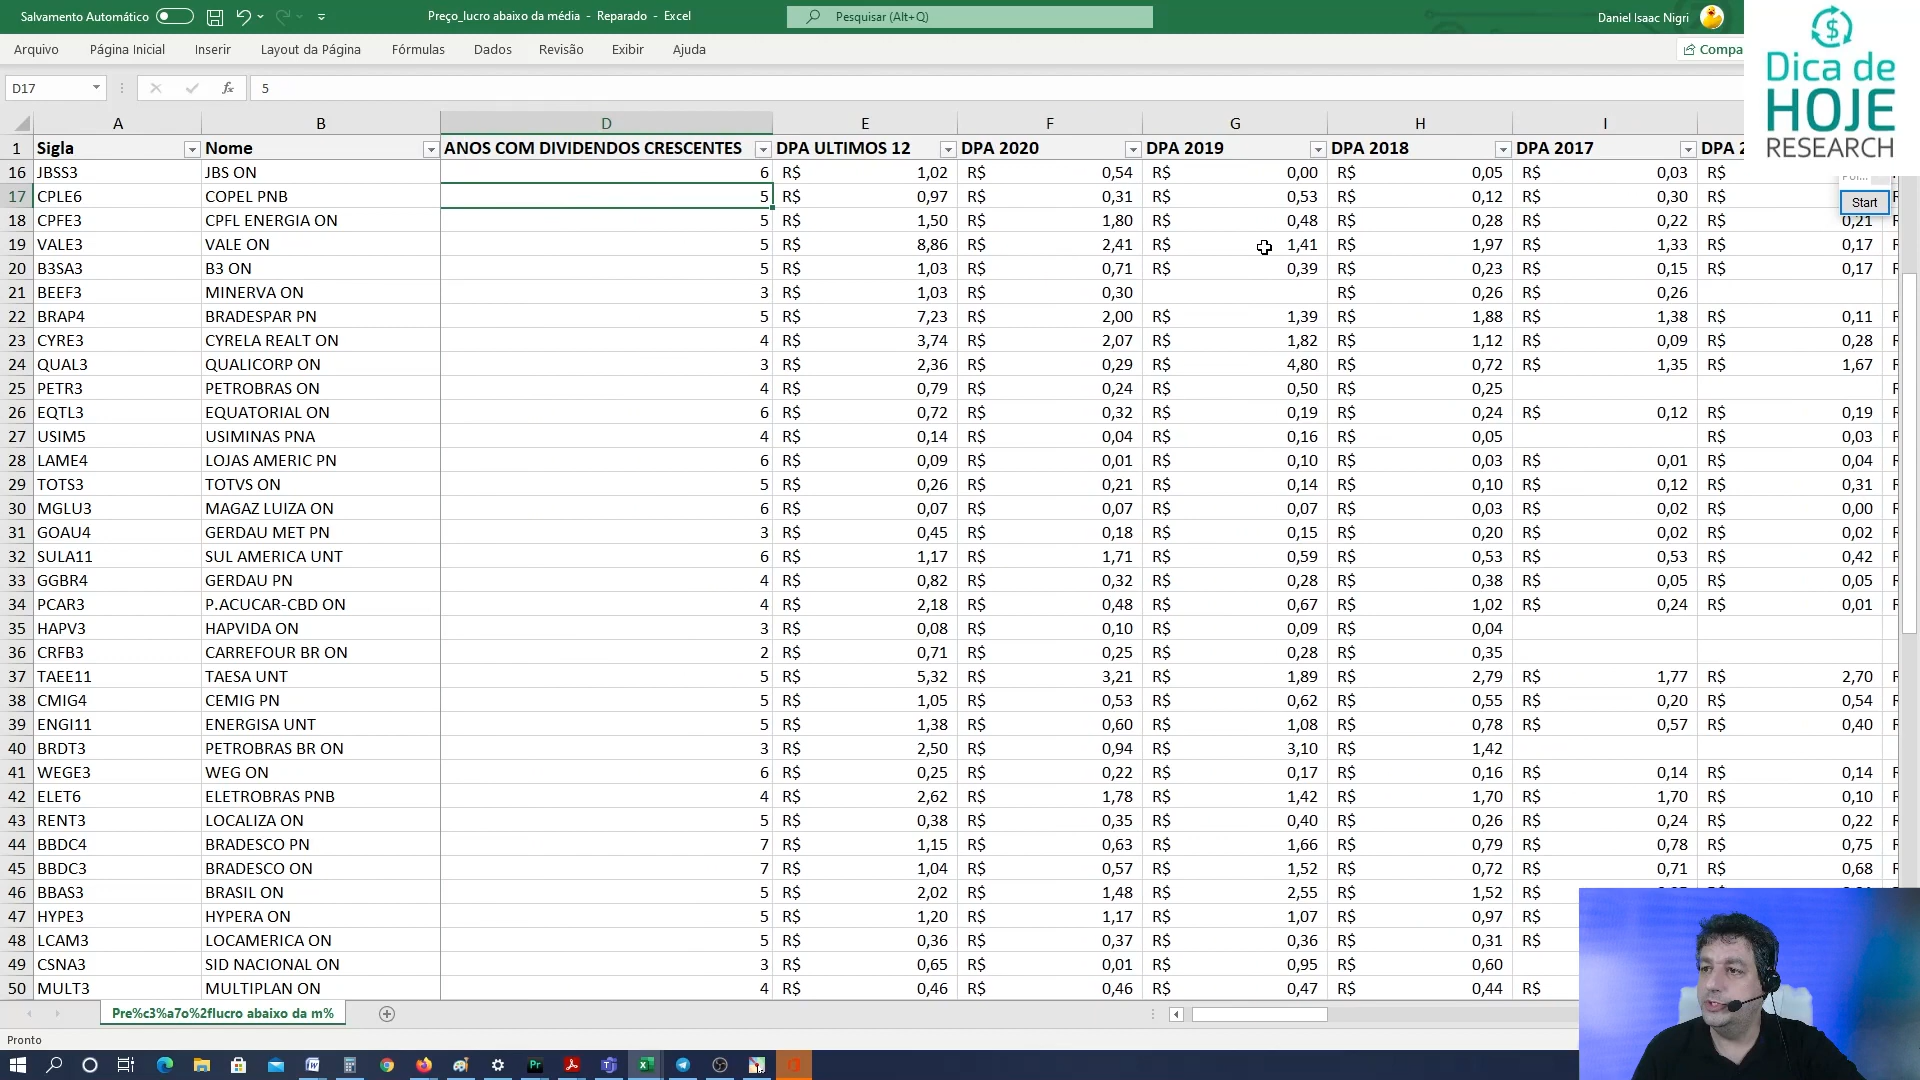 Salvamento Automático
Preço_lucro abaixo da média - Reparado - Excel
Pesquisar (Alt+Q)
Daniel Isaac Nigri
Arquivo Página Inicial Inserir Layout da Página Fórmulas Dados Revisão Exibir Ajuda
Compa
Dica de
HOJE
RESEARCH
D17 fx 5
A B D E F G H I
1 Sigla Nome ANOS COM DIVIDENDOS CRESCENTES DPA ULTIMOS 12 DPA 2020 DPA 2019 DPA 2018 DPA 2017 DPA 2
16 JBSS3 JBS ON 6 R$ 1,02 R$ 0,54 R$ 0,00 R$ 0,05 R$ 0,03 R$
Start
17 CPLE6 COPEL PNB 5 R$ 0,97 R$ 0,31 R$ 0,53 R$ 0,12 R$ 0,30 R$
18 CPFE3 CPFL ENERGIA ON 5 R$ 1,50 R$ 1,80 R$ 0,48 R$ 0,28 R$ 0,22 R$ 0,21
19 VALE3 VALE ON 5 R$ 8,86 R$ 2,41 R$ 1,41 R$ 1,97 R$ 1,33 R$ 0,17
20 B3SA3 B3 ON 5 R$ 1,03 R$ 0,71 R$ 0,39 R$ 0,23 R$ 0,15 R$ 0,17
21 BEEF3 MINERVA ON 3 R$ 1,03 R$ 0,30 R$ 0,26 R$ 0,26
22 BRAP4 BRADESPAR PN 5 R$ 7,23 R$ 2,00 R$ 1,39 R$ 1,88 R$ 1,38 R$ 0,11
23 CYRE3 CYRELA REALT ON 4 R$ 3,74 R$ 2,07 R$ 1,82 R$ 1,12 R$ 0,09 R$ 0,28
24 QUAL3 QUALICORP ON 3 R$ 2,36 R$ 0,29 R$ 4,80 R$ 0,72 R$ 1,35 R$ 1,67
25 PETR3 PETROBRAS ON 4 R$ 0,79 R$ 0,24 R$ 0,50 R$ 0,25
26 EQTL3 EQUATORIAL ON 6 R$ 0,72 R$ 0,32 R$ 0,19 R$ 0,24 R$ 0,12 R$ 0,19
27 USIM5 USIMINAS PNA 4 R$ 0,14 R$ 0,04 R$ 0,16 R$ 0,05 R$ 0,03
28 LAME4 LOJAS AMERIC PN 6 R$ 0,09 R$ 0,01 R$ 0,10 R$ 0,03 R$ 0,01 R$ 0,04
29 TOTS3 TOTVS ON 5 R$ 0,26 R$ 0,21 R$ 0,14 R$ 0,10 R$ 0,12 R$ 0,31
30 MGLU3 MAGAZ LUIZA ON 6 R$ 0,07 R$ 0,07 R$ 0,07 R$ 0,03 R$ 0,02 R$ 0,00
31 GOAU4 GERDAU MET PN 3 R$ 0,45 R$ 0,18 R$ 0,15 R$ 0,20 R$ 0,02 R$ 0,02
32 SULA11 SUL AMERICA UNT 6 R$ 1,17 R$ 1,71 R$ 0,59 R$ 0,53 R$ 0,53 R$ 0,42
33 GGBR4 GERDAU PN 4 R$ 0,82 R$ 0,32 R$ 0,28 R$ 0,38 R$ 0,05 R$ 0,05
34 PCAR3 P.ACUCAR-CBD ON 4 R$ 2,18 R$ 0,48 R$ 0,67 R$ 1,02 R$ 0,24 R$ 0,01
35 HAPV3 HAPVIDA ON 3 R$ 0,08 R$ 0,10 R$ 0,09 R$ 0,04
36 CRFB3 CARREFOUR BR ON 2 R$ 0,71 R$ 0,25 R$ 0,28 R$ 0,35
37 TAEE11 TAESA UNT 5 R$ 5,32 R$ 3,21 R$ 1,89 R$ 2,79 R$ 1,77 R$ 2,70
38 CMIG4 CEMIG PN 5 R$ 1,05 R$ 0,53 R$ 0,62 R$ 0,55 R$ 0,20 R$ 0,54
39 ENGI11 ENERGISA UNT 5 R$ 1,38 R$ 0,60 R$ 1,08 R$ 0,78 R$ 0,57 R$ 0,40
40 BRDT3 PETROBRAS BR ON 3 R$ 2,50 R$ 0,94 R$ 3,10 R$ 1,42
41 WEGE3 WEG ON 6 R$ 0,25 R$ 0,22 R$ 0,17 R$ 0,16 R$ 0,14 R$ 0,14
42 ELET6 ELETROBRAS PNB 4 R$ 2,62 R$ 1,78 R$ 1,42 R$ 1,70 R$ 1,70 R$ 0,10
43 RENT3 LOCALIZA ON 5 R$ 0,38 R$ 0,35 R$ 0,40 R$ 0,26 R$ 0,24 R$ 0,22
44 BBDC4 BRADESCO PN 7 R$ 1,15 R$ 0,63 R$ 1,66 R$ 0,79 R$ 0,78 R$ 0,75
45 BBDC3 BRADESCO ON 7 R$ 1,04 R$ 0,57 R$ 1,52 R$ 0,72 R$ 0,71 R$ 0,68
46 BBAS3 BRASIL ON 5 R$ 2,02 R$ 1,48 R$ 2,55 R$ 1,52 R$
47 HYPE3 HYPERA ON 5 R$ 1,20 R$ 1,17 R$ 1,07 R$ 0,97 R$
48 LCAM3 LOCAMERICA ON 5 R$ 0,36 R$ 0,37 R$ 0,36 R$ 0,31 R$
49 CSNA3 SID NACIONAL ON 3 R$ 0,65 R$ 0,01 R$ 0,95 R$ 0,60
50 MULT3 MULTIPLAN ON 4 R$ 0,46 R$ 0,46 R$ 0,47 R$ 0,44 R$
Pre%c3%a7o%2flucro abaixo da m%
Pronto